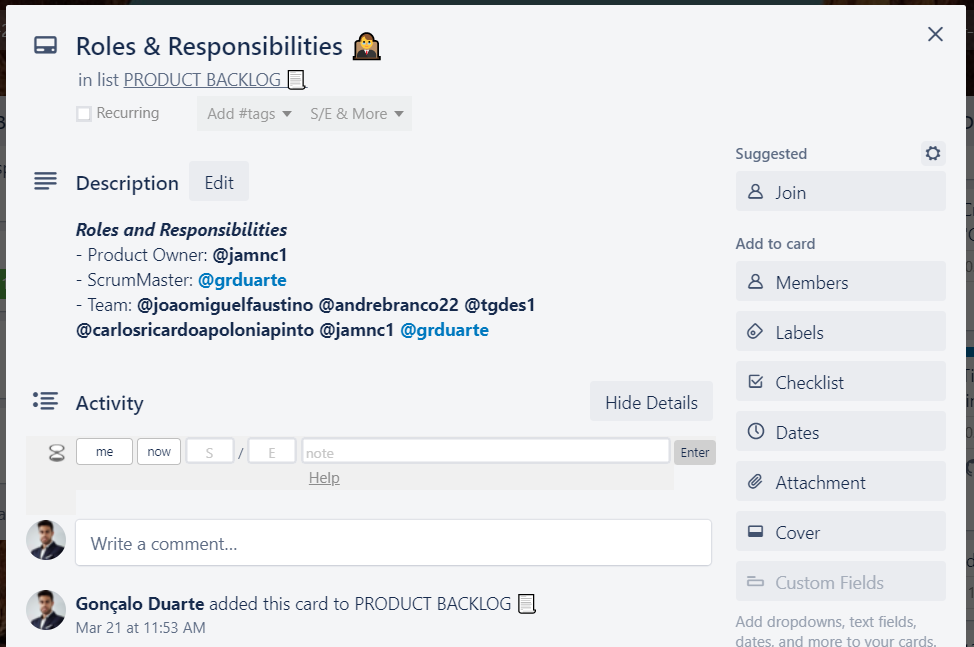 Roles & Responsibilities
in list PRODUCT BACKLOG
Recurring
Add #tags
S/E & More
Description
Edit
Roles and Responsibilities
- Product Owner: @jamnc1
- ScrumMaster: @grduarte
- Team: @joaomiguelfaustino @andrebranco22 @tgdes1
@carlosricardoapoloniapinto @jamnc1 @grduarte
Activity
Hide Details
me
now
S
/
E
note
Enter
Help
Write a comment...
Gonçalo Duarte added this card to PRODUCT BACKLOG
Mar 21 at 11:53 AM
Suggested
Join
Add to card
Members
Labels
Checklist
Dates
Attachment
Cover
Custom Fields
Add dropdowns, text fields,
dates, and more to your cards.